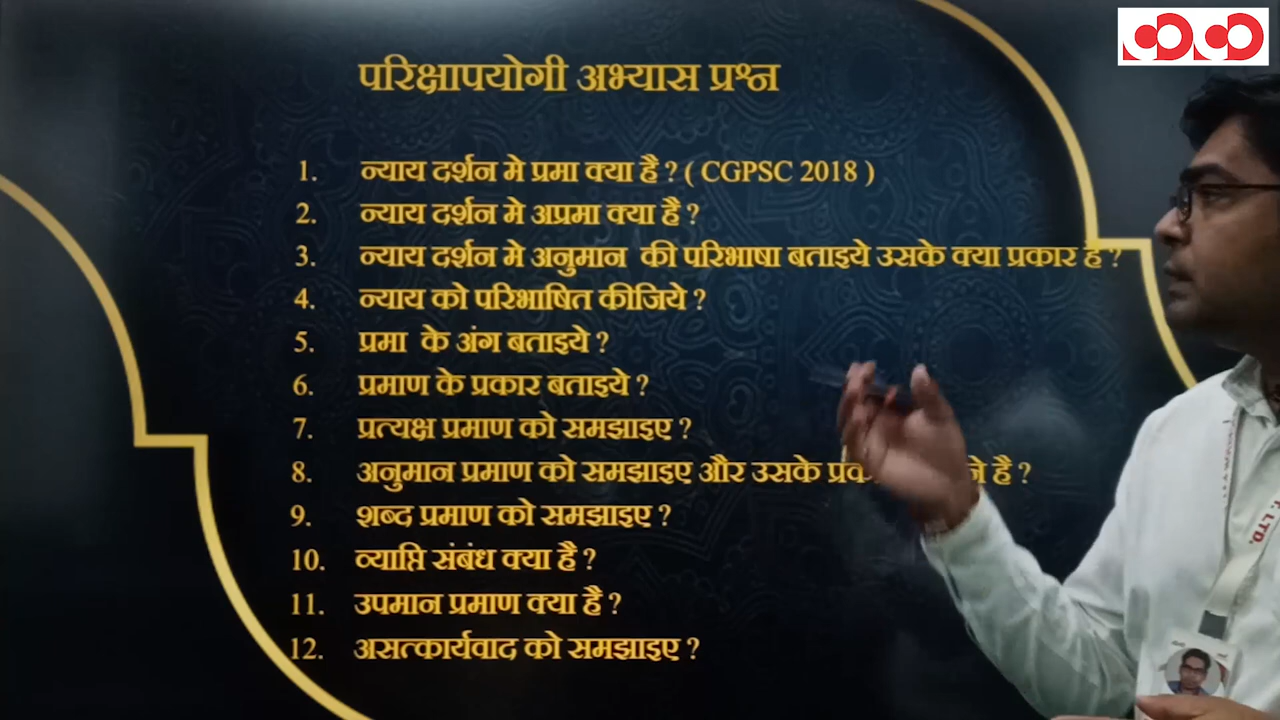 परिक्षापयोगी अभ्यास प्रश्न
1. न्याय दर्शन मे प्रमा क्या है ? ( CGPSC 2018 )
2. न्याय दर्शन मे अप्रमा क्या है ?
3. न्याय दर्शन मे अनुमान की परिभाषा बताइये उसके क्या प्रकार है ?
4. न्याय को परिभाषित कीजिये ?
5. प्रमा के अंग बताइये ?
6. प्रमाण के प्रकार बताइये ?
7. प्रत्यक्ष प्रमाण को समझाइए ?
8. अनुमान प्रमाण को समझाइए और उसके है ?
9. शब्द प्रमाण को समझाइए ?
10. व्याप्ति संबंध क्या है ?
11. उपमान प्रमाण क्या है ?
12. असत्कार्यवाद को समझाइए ?
LTD.